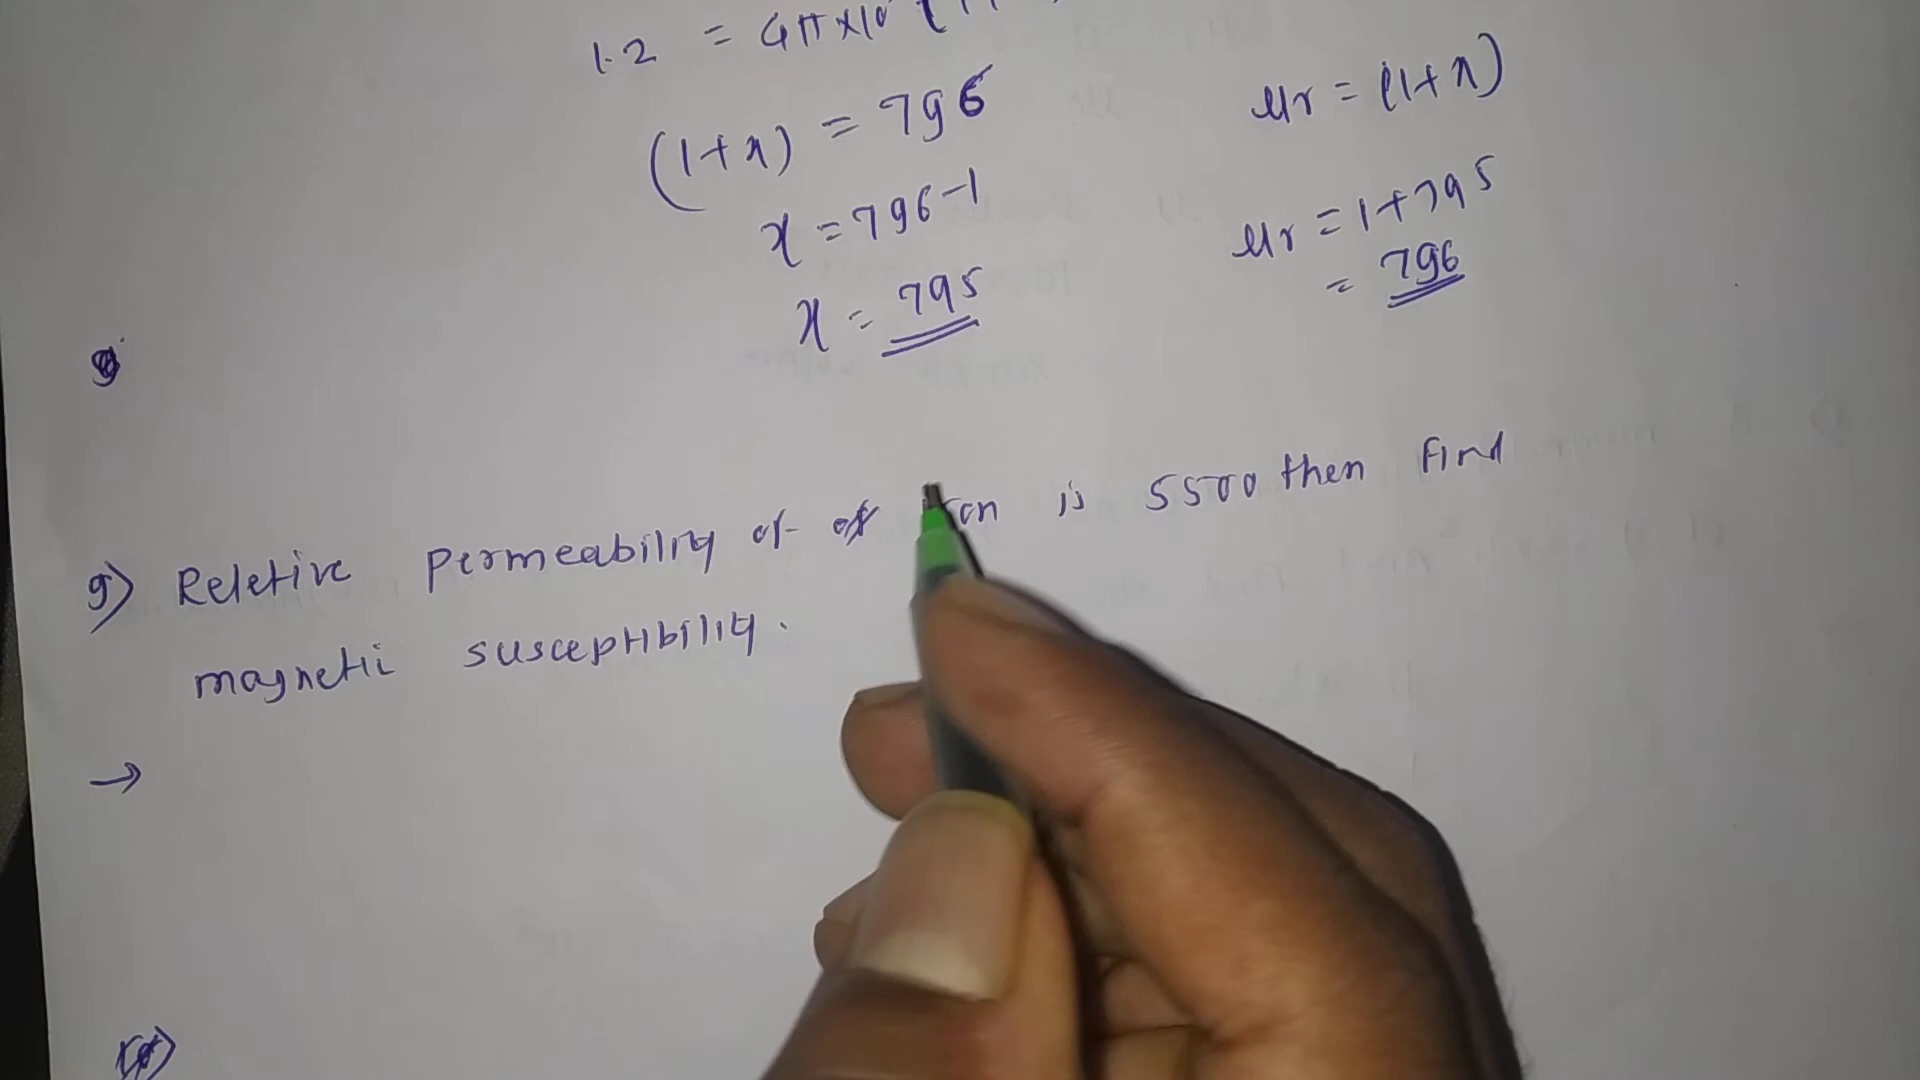 1.2 = 4π×10
(1+x) = 796
x = 796-1
x = 795
μr = (1+x)
μr = 1+795
= 796
9) Reletive permeability of is 5500 then find
magnetic susceptibility.
→